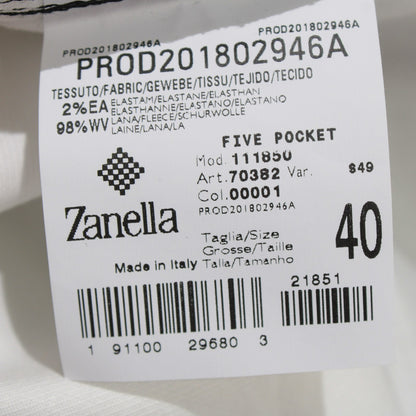 PROD201802946A
PROD201802946A
PROD201802946A
TESSUTO/FABRIC/GEWEBE/TISSU/TEJIDO/TECIDO
2%EA ELASTAM/ELASTANE/ELASTHAN
ELASTHANNE/ELASTANO/ELASTANO
98%WV LANA/FLEECE/SCHURWOLLE
LAINE/LANA/LA
FIVE POCKET
Mod. 111850
Art. 70382 Var. S49
Col. 00001
PROD201802946A
Zanella
Taglia/Size
Grosse/Taille
Talla/Tamanho
40
Made in Italy
21851
1 91100 29680 3